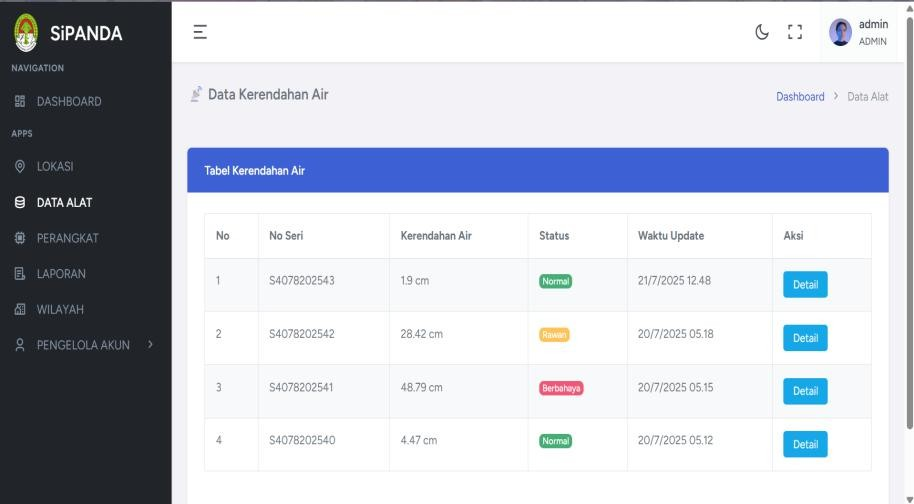 SiPANDA
admin
ADMIN
NAVIGATION
DASHBOARD
APPS
LOKASI
DATA ALAT
PERANGKAT
LAPORAN
WILAYAH
PENGELOLA AKUN
Data Kerendahan Air
Dashboard > Data Alat
Tabel Kerendahan Air
No No Seri Kerendahan Air Status Waktu Update Aksi
1 S4078202543 1.9 cm Normal 21/7/2025 12.48 Detail
2 S4078202542 28.42 cm Rawan 20/7/2025 05.18 Detail
3 S4078202541 48.79 cm Berbahaya 20/7/2025 05.15 Detail
4 S4078202540 4.47 cm Normal 20/7/2025 05.12 Detail